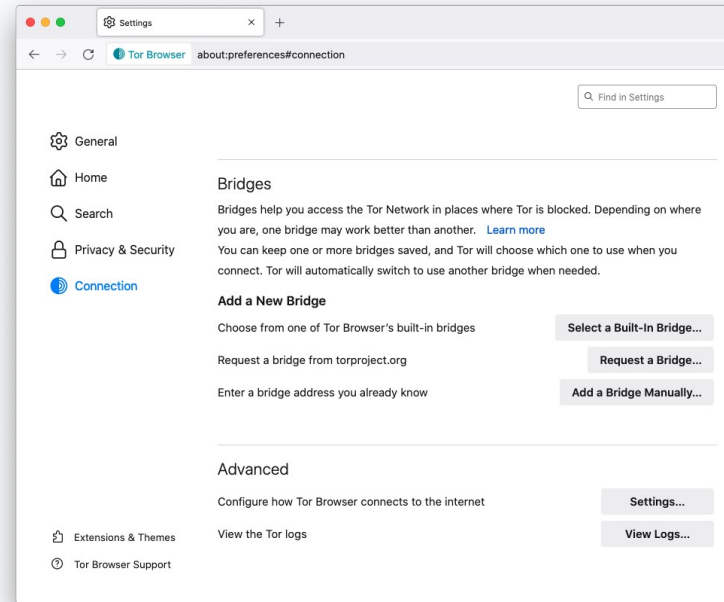 Settings
Tor Browser about:preferences#connection
Find in Settings
General
Home
Search
Privacy & Security
Connection
Bridges
Bridges help you access the Tor Network in places where Tor is blocked. Depending on where
you are, one bridge may work better than another. Learn more
You can keep one or more bridges saved, and Tor will choose which one to use when you
connect. Tor will automatically switch to use another bridge when needed.
Add a New Bridge
Choose from one of Tor Browser's built-in bridges
Select a Built-In Bridge...
Request a bridge from torproject.org
Request a Bridge...
Enter a bridge address you already know
Add a Bridge Manually...
Advanced
Configure how Tor Browser connects to the internet
Settings...
View the Tor logs
View Logs...
Extensions & Themes
Tor Browser Support